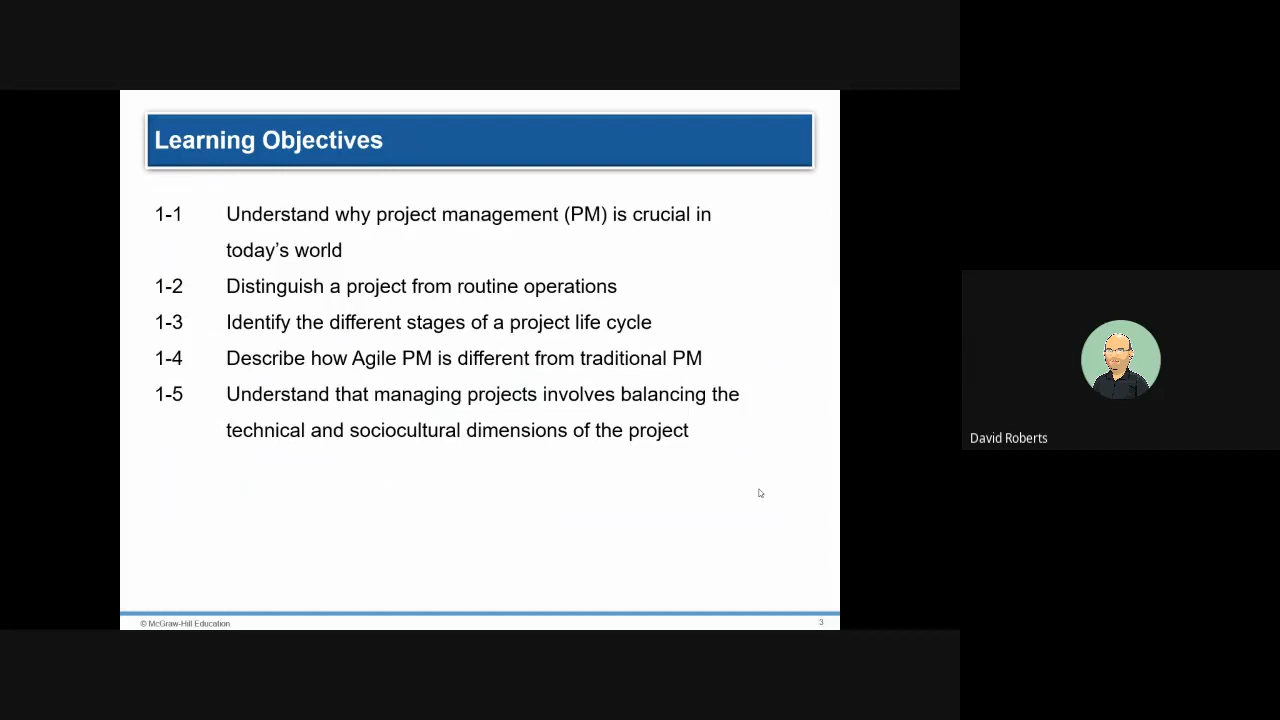 Learning Objectives
1-1 Understand why project management (PM) is crucial in
today’s world
1-2 Distinguish a project from routine operations
1-3 Identify the different stages of a project life cycle
1-4 Describe how Agile PM is different from traditional PM
1-5 Understand that managing projects involves balancing the
technical and sociocultural dimensions of the project
© McGraw-Hill Education
3
David Roberts